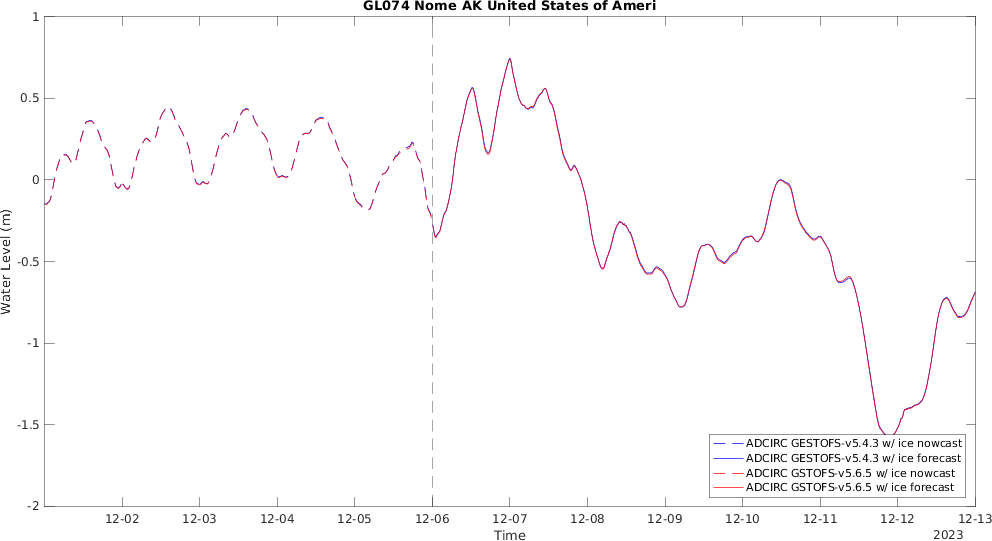 GL074 Nome AK United States of Ameri
1
0.5
0
-0.5
-1
-1.5
-2
Water Level (m)
ADCIRC GESTOFS-v5.4.3 w/ ice nowcast
ADCIRC GESTOFS-v5.4.3 w/ ice forecast
ADCIRC GSTOFS-v5.6.5 w/ ice nowcast
ADCIRC GSTOFS-v5.6.5 w/ ice forecast
12-02 12-03 12-04 12-05 12-06 12-07 12-08 12-09 12-10 12-11 12-12 12-13
Time
2023